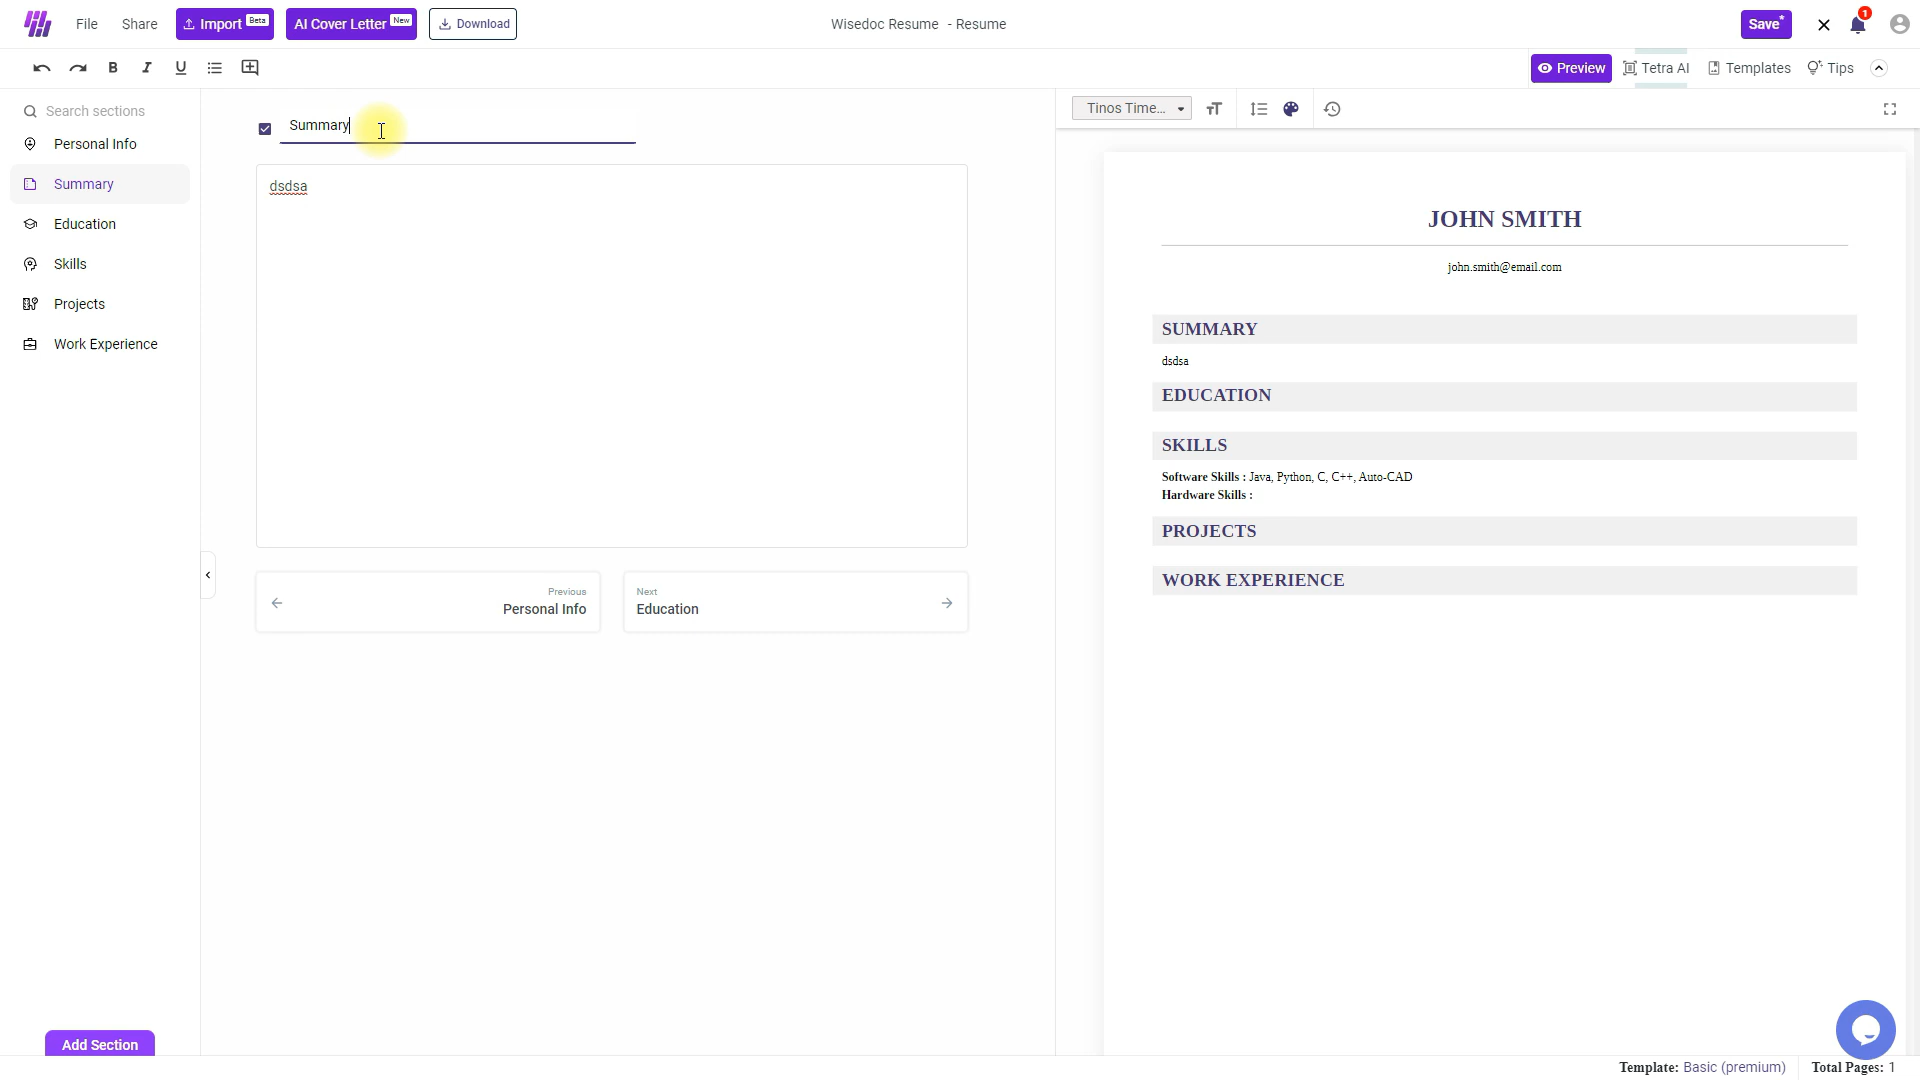 File
Share
Import Beta
AI Cover Letter New
Download
Wisedoc Resume - Resume
Save*
1
B
I
U
Preview
Tetra AI
Templates
Tips
Search sections
Personal Info
Summary
Education
Skills
Projects
Work Experience
Add Section
Summary
dsdsa
Previous
Personal Info
Next
Education
Tinos Time...
JOHN SMITH
john.smith@email.com
SUMMARY
dsdsa
EDUCATION
SKILLS
Software Skills : Java, Python, C, C++, Auto-CAD
Hardware Skills :
PROJECTS
WORK EXPERIENCE
Template: Basic (premium)
Total Pages: 1